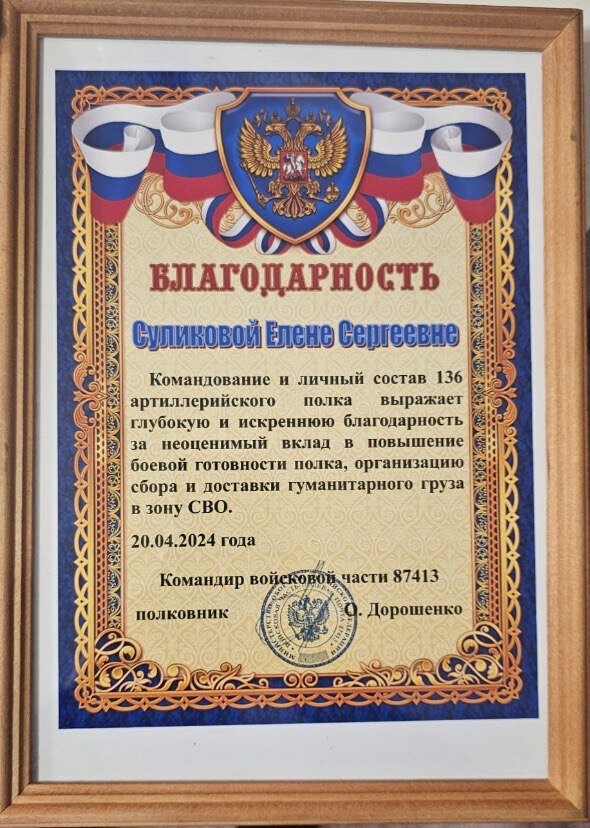 БЛАГОДАРНОСТЬ
Суликовой Елене Сергеевне
Командование и личный состав 136
артиллерийского полка выражает
глубокую и искреннюю благодарность
за неоценимый вклад в повышение
боевой готовности полка, организацию
сбора и доставки гуманитарного груза
в зону СВО.
20.04.2024 года
Командир войсковой части 87413
полковник О. Дорошенко